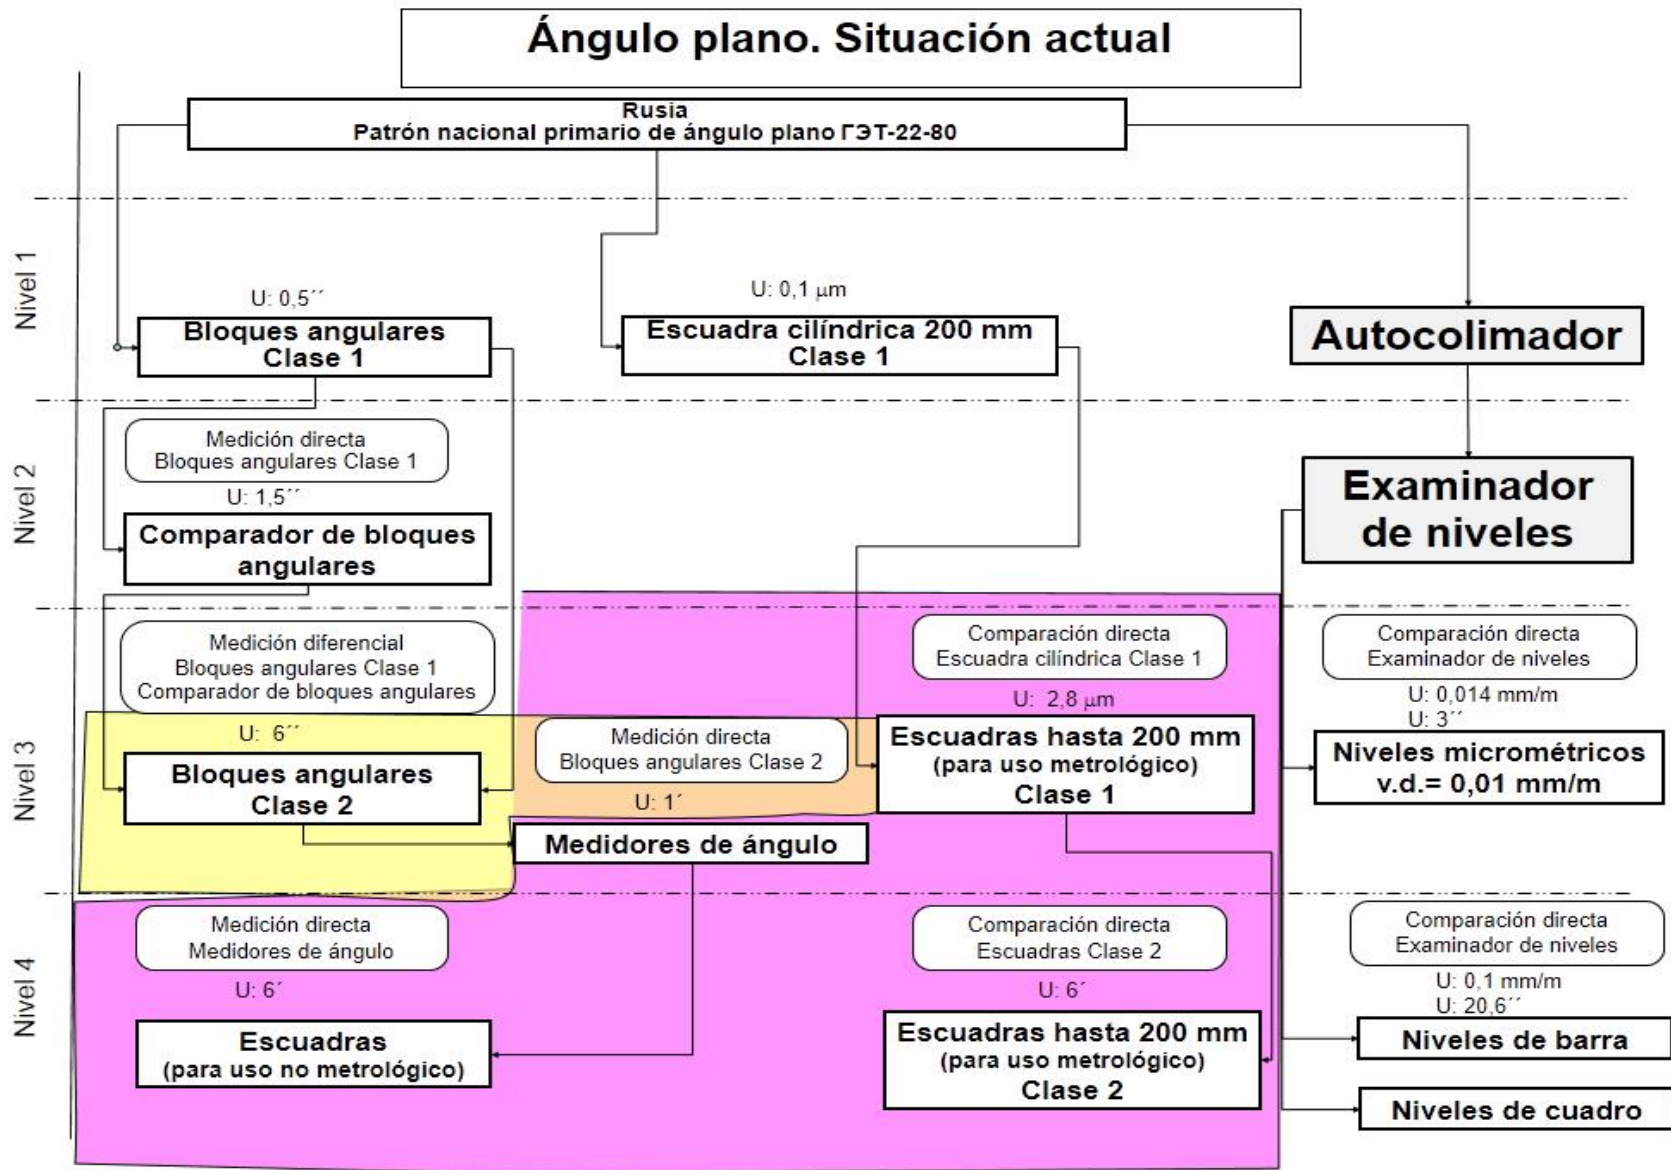 Ángulo plano. Situación actual
Rusia
Patrón nacional primario de ángulo plano ГЭТ-22-80
Nivel 1
U: 0,5´´
Bloques angulares
Clase 1
U: 0,1 μm
Escuadra cilíndrica 200 mm
Clase 1
Autocolimador
Nivel 2
Medición directa
Bloques angulares Clase 1
U: 1,5´´
Comparador de bloques
angulares
Examinador
de niveles
Nivel 3
Medición diferencial
Bloques angulares Clase 1
Comparador de bloques angulares
U: 6´´
Bloques angulares
Clase 2
Medición directa
Bloques angulares Clase 2
U: 1´
Medidores de ángulo
Comparación directa
Escuadra cilíndrica Clase 1
U: 2,8 μm
Escuadras hasta 200 mm
(para uso metrológico)
Clase 1
Comparación directa
Examinador de niveles
U: 0,014 mm/m
U: 3´´
Niveles micrométricos
v.d.= 0,01 mm/m
Nivel 4
Medición directa
Medidores de ángulo
U: 6´
Escuadras
(para uso no metrológico)
Comparación directa
Escuadras Clase 2
U: 6´
Escuadras hasta 200 mm
(para uso metrológico)
Clase 2
Comparación directa
Examinador de niveles
U: 0,1 mm/m
U: 20,6´´
Niveles de barra
Niveles de cuadro